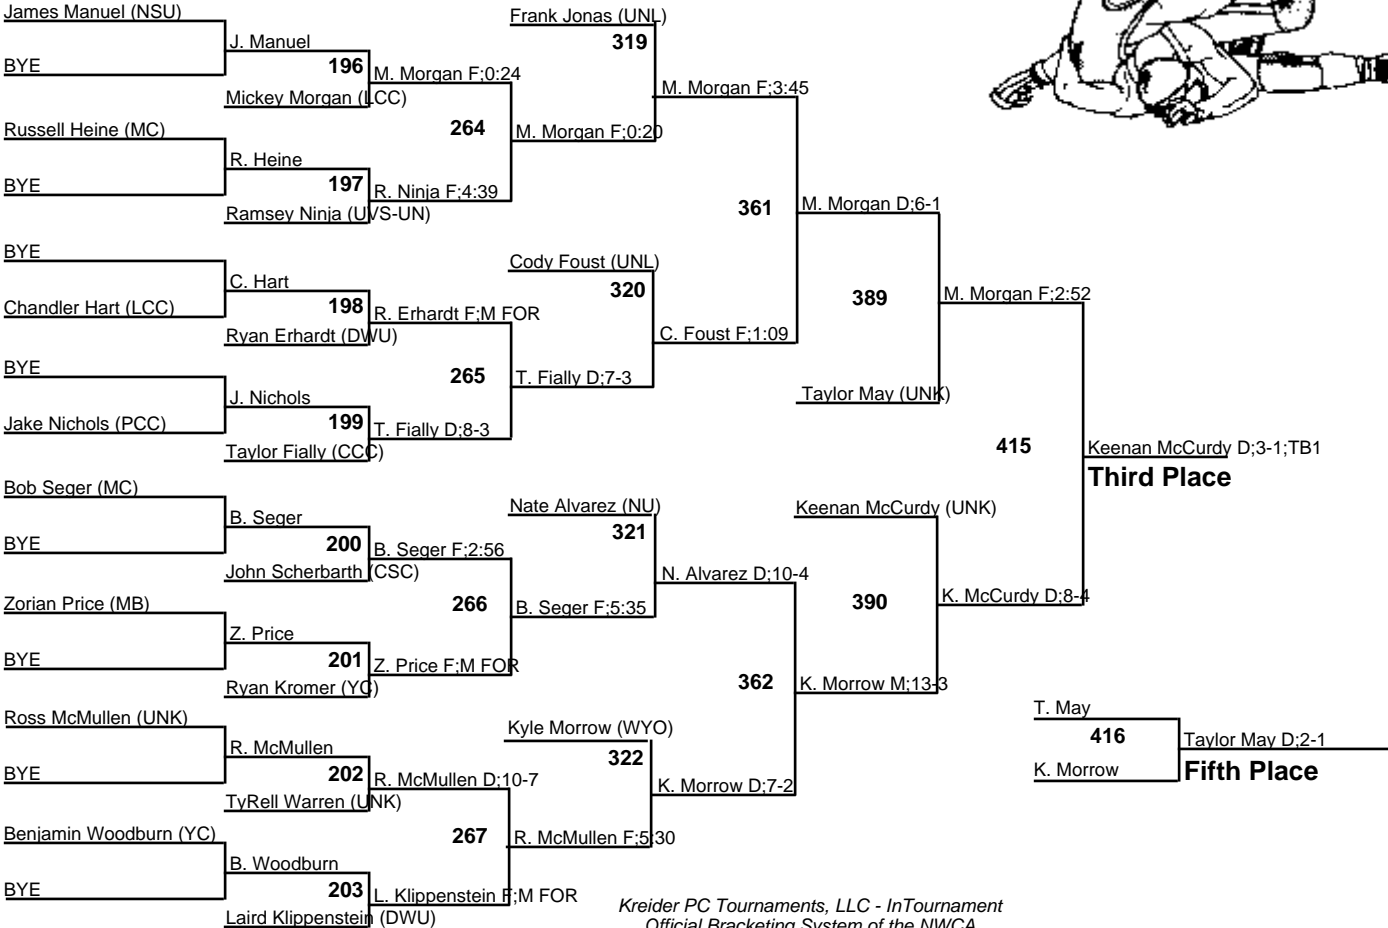 James Manuel (NSU)
BYE
J. Manuel
196
Mickey Morgan (LCC)
M. Morgan F;0:24
Russell Heine (MC)
BYE
R. Heine
197
Ramsey Ninja (UVS-UN)
R. Ninja F;4:39
264
M. Morgan F;0:20
Frank Jonas (UNL)
319
M. Morgan F;3:45
BYE
Chandler Hart (LCC)
C. Hart
198
Ryan Erhardt (DWU)
R. Erhardt F;M FOR
BYE
Jake Nichols (PCC)
J. Nichols
199
Taylor Fially (CCC)
T. Fially D;8-3
265
T. Fially D;7-3
Cody Foust (UNL)
320
C. Foust F;1:09
361
M. Morgan D;6-1
389
Taylor May (UNK)
M. Morgan F;2:52
Bob Seger (MC)
BYE
B. Seger
200
John Scherbarth (CSC)
B. Seger F;2:56
Zorian Price (MB)
BYE
Z. Price
201
Ryan Kromer (YC)
Z. Price F;M FOR
266
B. Seger F;5:35
Nate Alvarez (NU)
321
N. Alvarez D;10-4
Ross McMullen (UNK)
BYE
R. McMullen
202
TyRell Warren (UNK)
R. McMullen D;10-7
Benjamin Woodburn (YC)
BYE
B. Woodburn
203
Laird Klippenstein (DWU)
L. Klippenstein F;M FOR
267
R. McMullen F;5:30
Kyle Morrow (WYO)
322
K. Morrow D;7-2
362
K. Morrow M;13-3
Keenan McCurdy (UNK)
390
K. McCurdy D;8-4
415
Keenan McCurdy D;3-1;TB1
Third Place
T. May
416
K. Morrow
Taylor May D;2-1
Fifth Place
Kreider PC Tournaments, LLC - InTournament
Official Bracketing System of the NWCA